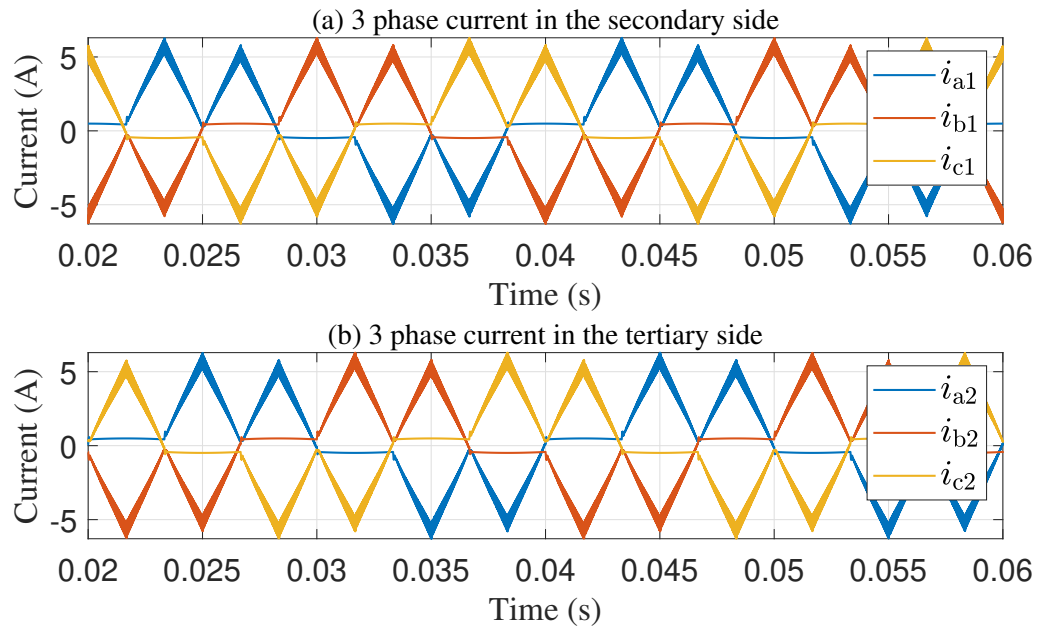 (a) 3 phase current in the secondary side
Current (A)
5
0
-5
i_a1
i_b1
i_c1
0.02 0.025 0.03 0.035 0.04 0.045 0.05 0.055 0.06
Time (s)
(b) 3 phase current in the tertiary side
Current (A)
5
0
-5
i_a2
i_b2
i_c2
0.02 0.025 0.03 0.035 0.04 0.045 0.05 0.055 0.06
Time (s)